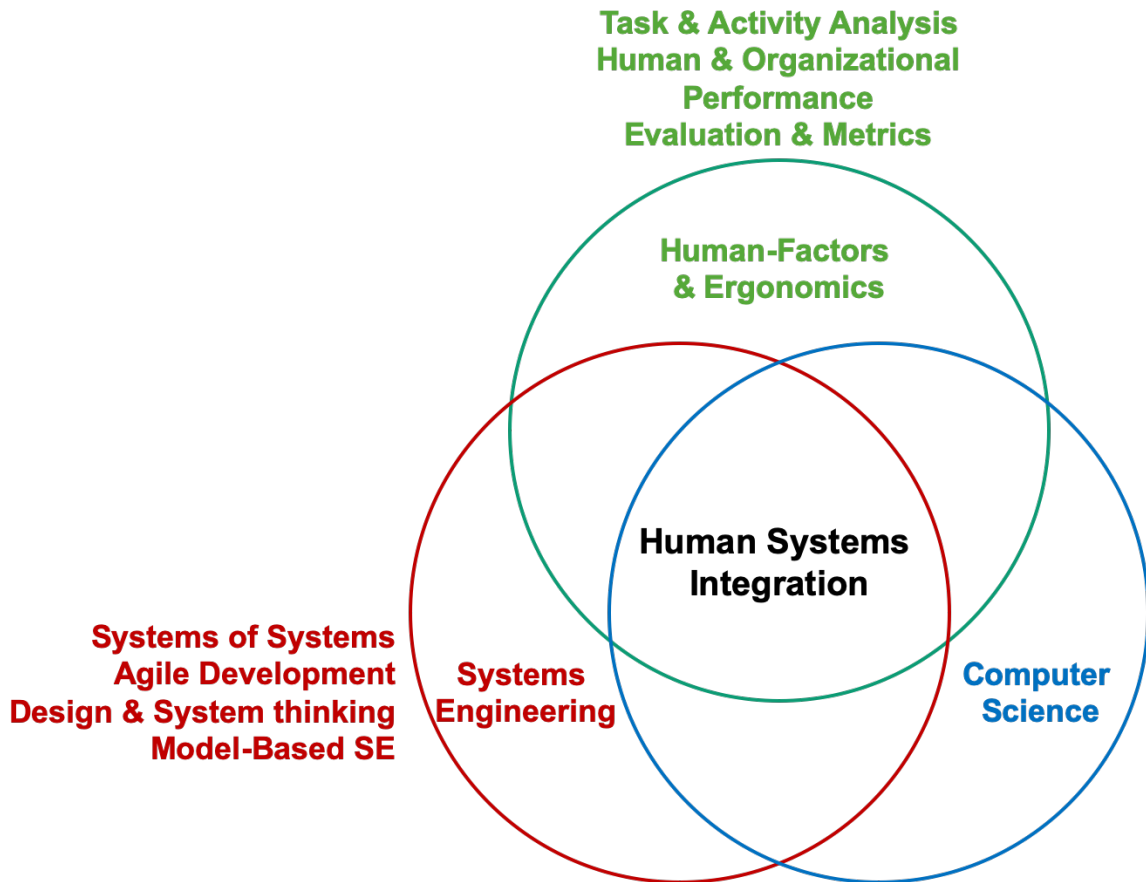 Task & Activity Analysis
Human & Organizational
Performance
Evaluation & Metrics
Human-Factors
& Ergonomics
Human Systems
Integration
Systems of Systems
Agile Development
Design & System thinking
Model-Based SE
Systems
Engineering
Computer
Science